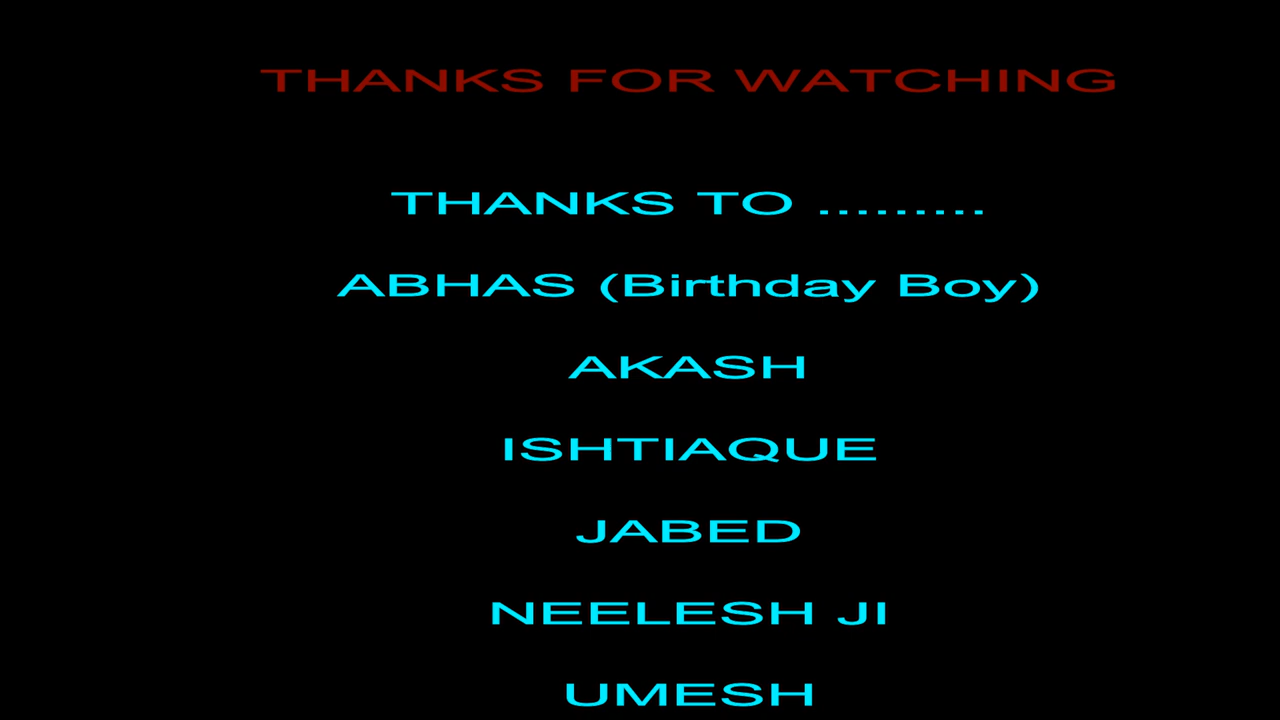 THANKS FOR WATCHING
THANKS TO .........
ABHAS (Birthday Boy)
AKASH
ISHTIAQUE
JABED
NEELESH JI
UMESH